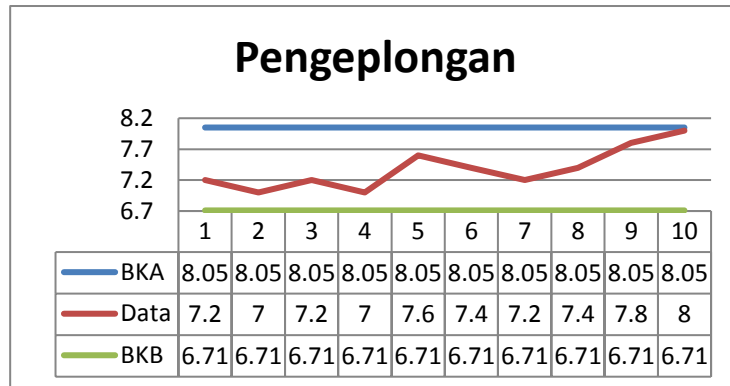 Pengeplongan
8.2
7.7
7.2
6.7
1 2 3 4 5 6 7 8 9 10
BKA 8.05 8.05 8.05 8.05 8.05 8.05 8.05 8.05 8.05 8.05
Data 7.2 7 7.2 7 7.6 7.4 7.2 7.4 7.8 8
BKB 6.71 6.71 6.71 6.71 6.71 6.71 6.71 6.71 6.71 6.71